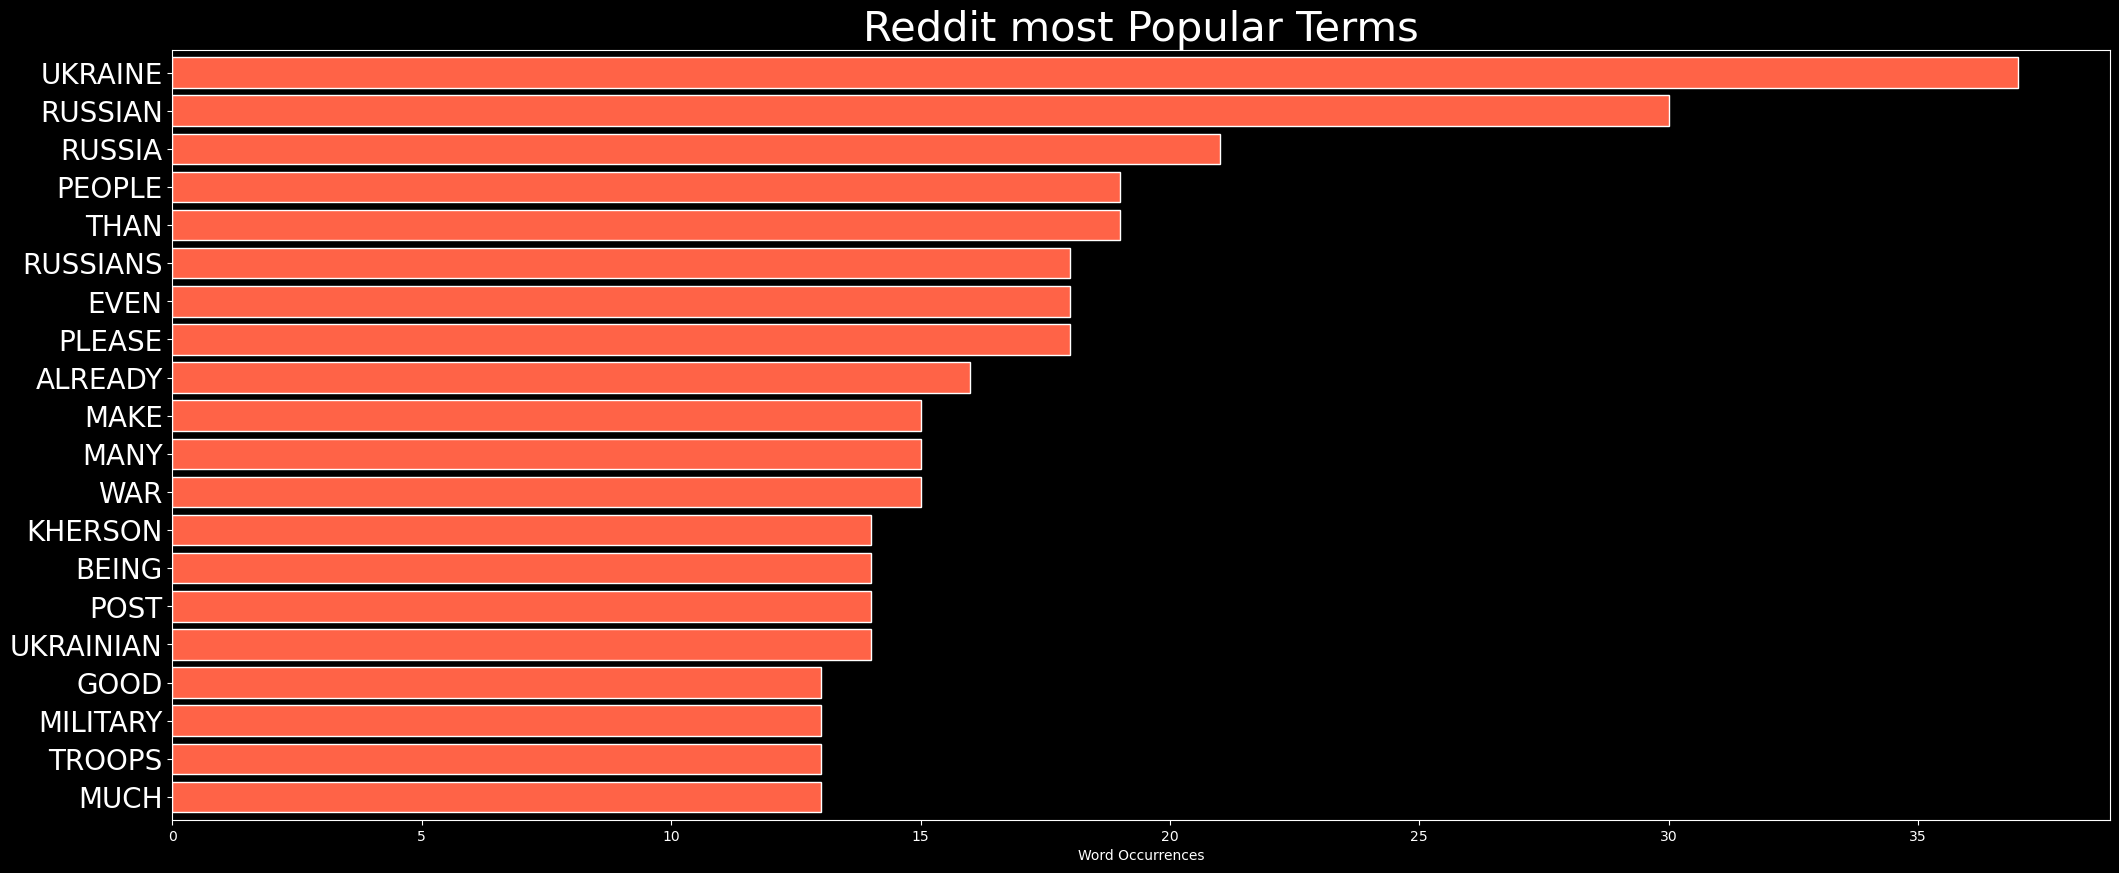 Reddit most Popular Terms
UKRAINE
RUSSIAN
RUSSIA
PEOPLE
THAN
RUSSIANS
EVEN
PLEASE
ALREADY
MAKE
MANY
WAR
KHERSON
BEING
POST
UKRAINIAN
GOOD
MILITARY
TROOPS
MUCH
0 5 10 15 20 25 30 35
Word Occurrences